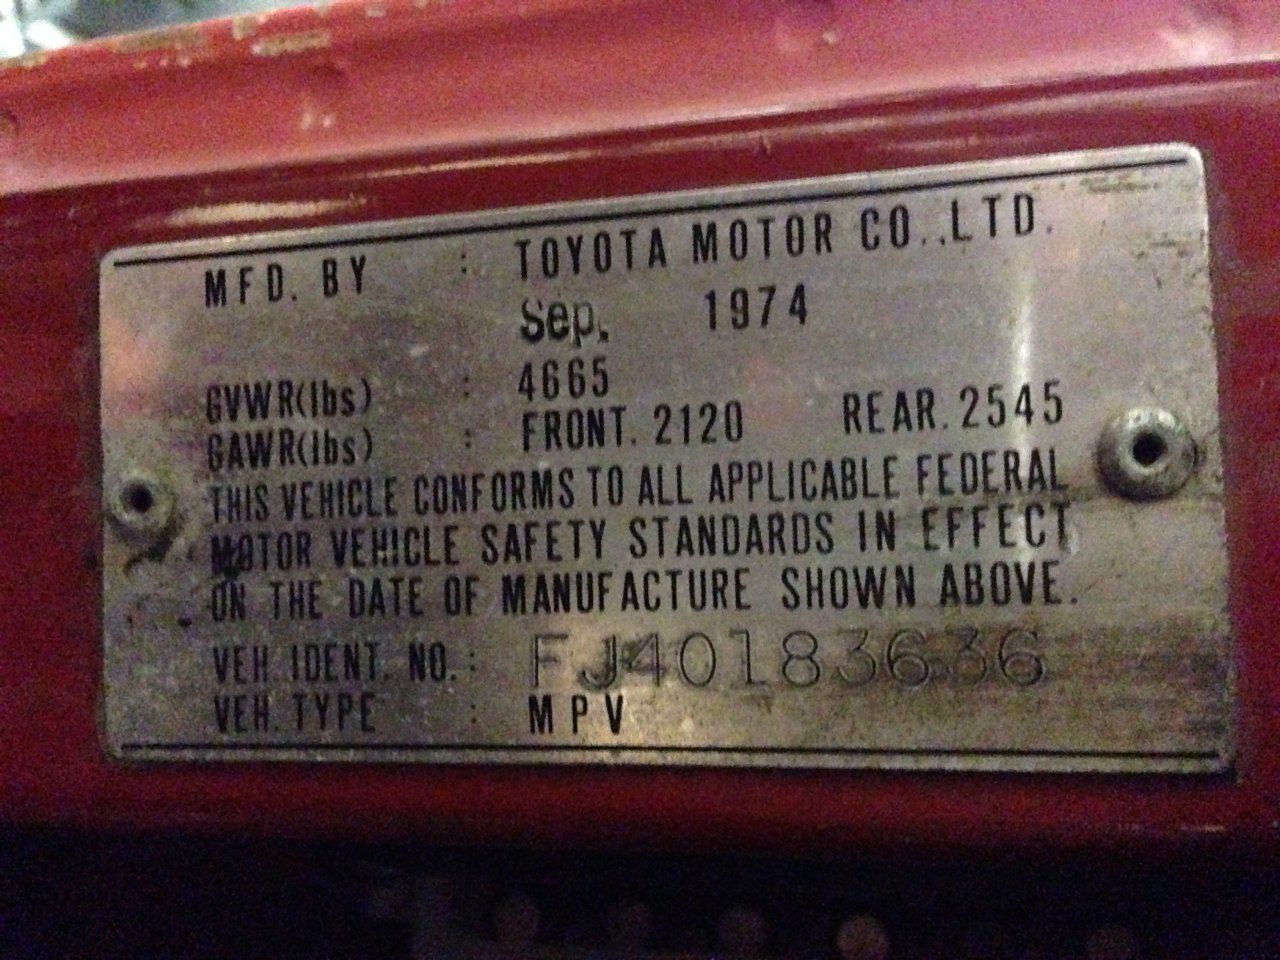 MFD. BY : TOYOTA MOTOR CO.,LTD.
Sep. 1974
GVWR(lbs) : 4665
GAWR(lbs) : FRONT. 2120 REAR. 2545
THIS VEHICLE CONFORMS TO ALL APPLICABLE FEDERAL
MOTOR VEHICLE SAFETY STANDARDS IN EFFECT
ON THE DATE OF MANUFACTURE SHOWN ABOVE.
VEH. IDENT. NO. : FJ40183636
VEH. TYPE : MPV